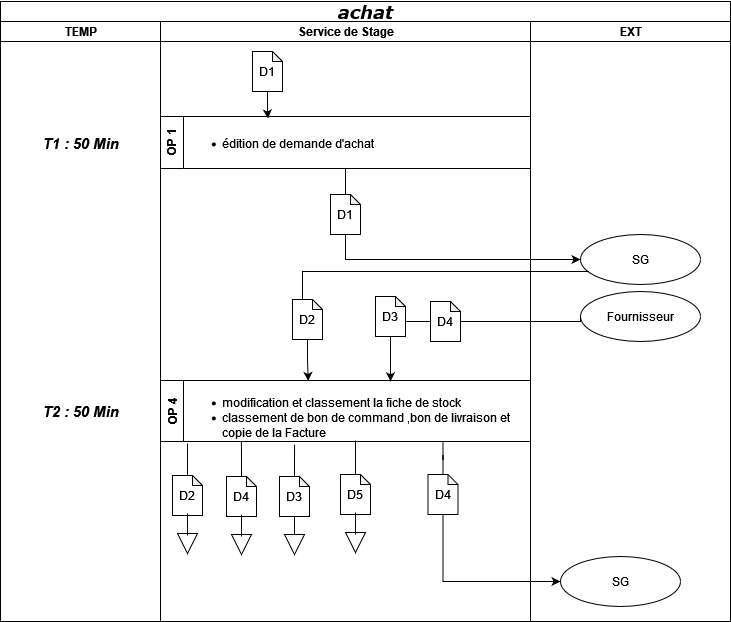 achat
TEMP
Service de Stage
EXT
D1
T1 : 50 Min
OP 1
• édition de demande d'achat
D1
SG
D2
D3
D4
Fournisseur
T2 : 50 Min
OP 4
• modification et classement la fiche de stock
• classement de bon de command ,bon de livraison et
copie de la Facture
D2
D4
D3
D5
D4
SG